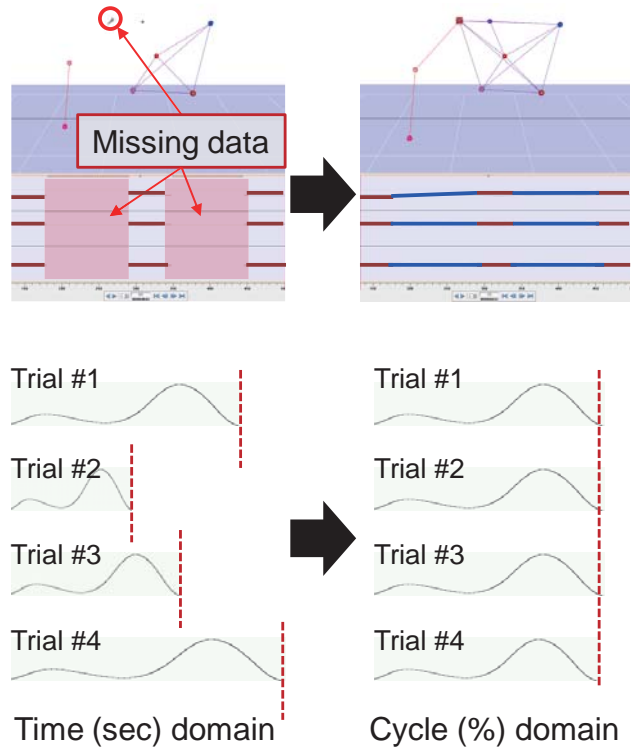 Missing data
Trial #1
Trial #1
Trial #2
Trial #2
Trial #3
Trial #3
Trial #4
Trial #4
Time (sec) domain
Cycle (%) domain